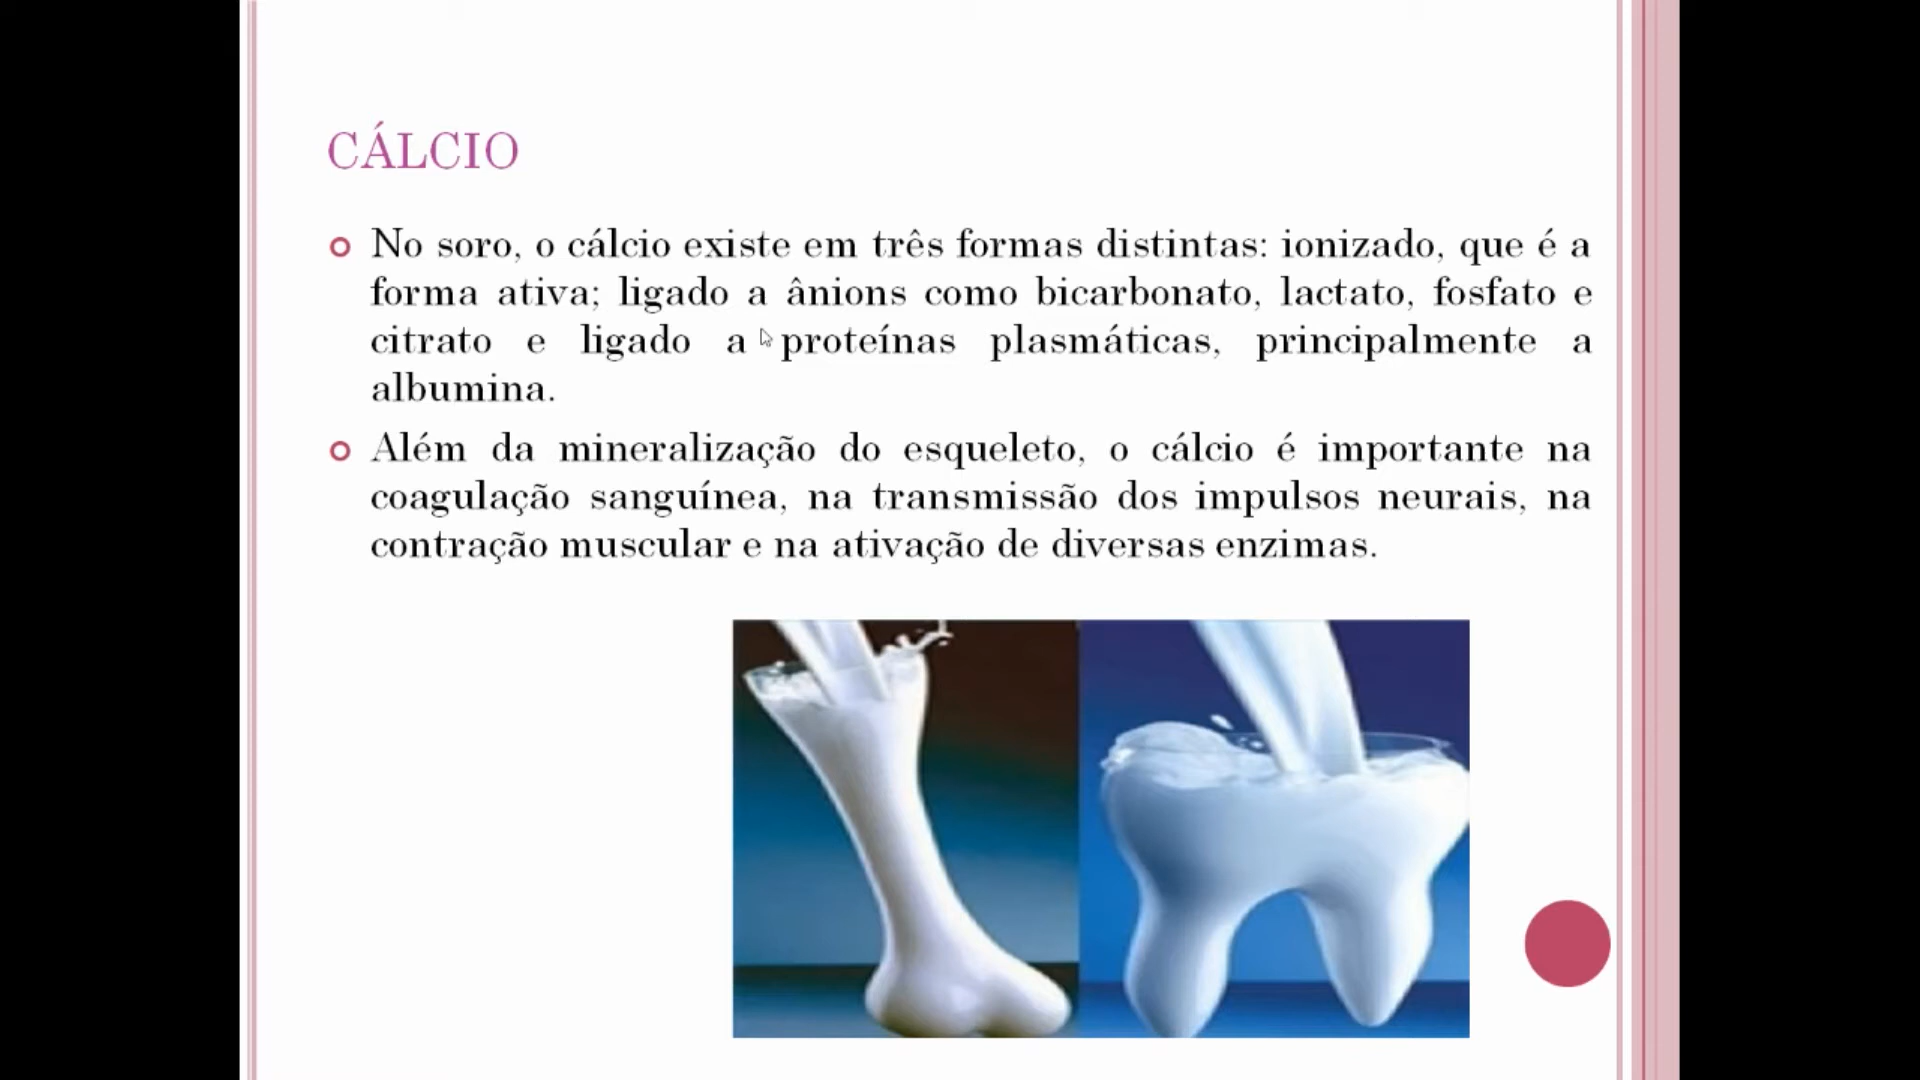 CÁLCIO
No soro, o cálcio existe em três formas distintas: ionizado, que é a
forma ativa; ligado a ânions como bicarbonato, lactato, fosfato e
citrato e ligado a proteínas plasmáticas, principalmente a
albumina.
Além da mineralização do esqueleto, o cálcio é importante na
coagulação sanguínea, na transmissão dos impulsos neurais, na
contração muscular e na ativação de diversas enzimas.